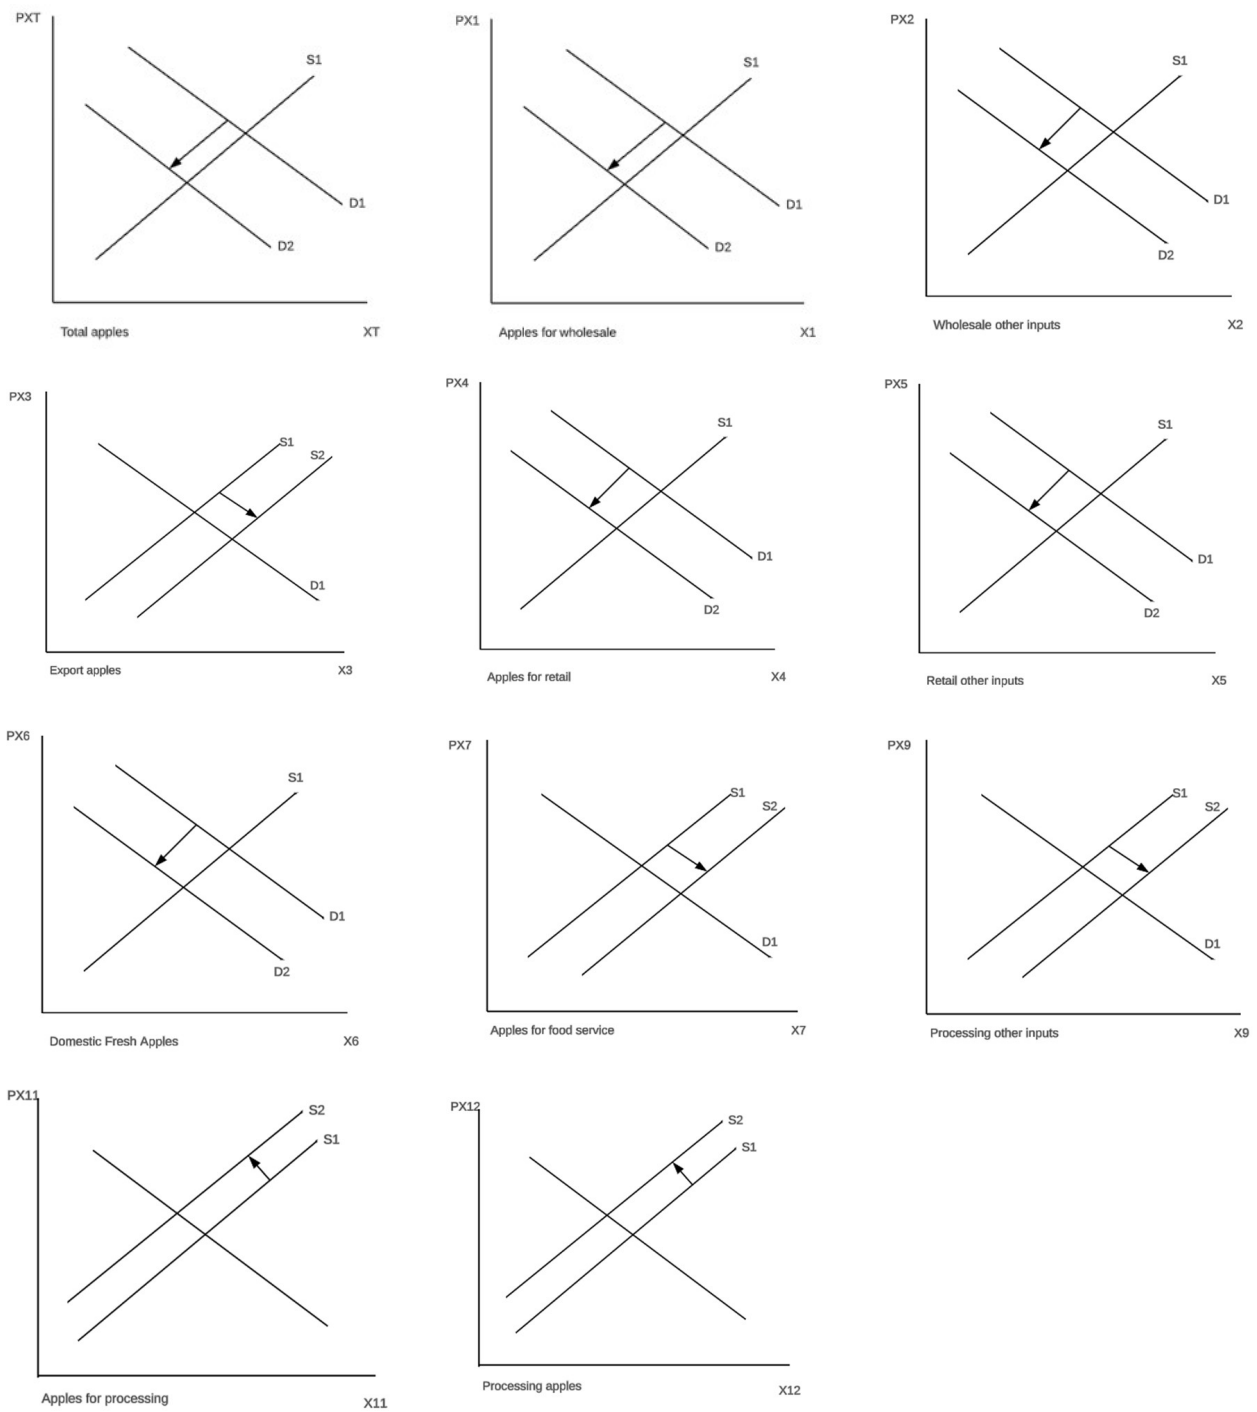 PXT
S1
D1
D2
Total apples XT
PX1
S1
D1
D2
Apples for wholesale X1
PX2
S1
D1
D2
Wholesale other inputs X2
PX3
S1
S2
D1
Export apples X3
PX4
S1
D1
D2
Apples for retail X4
PX5
S1
D1
D2
Retail other inputs X5
PX6
S1
D1
D2
Domestic Fresh Apples X6
PX7
S1
S2
D1
Apples for food service X7
PX9
S1
S2
D1
Processing other inputs X9
PX11
S2
S1
Apples for processing X11
PX12
S2
S1
Processing apples X12